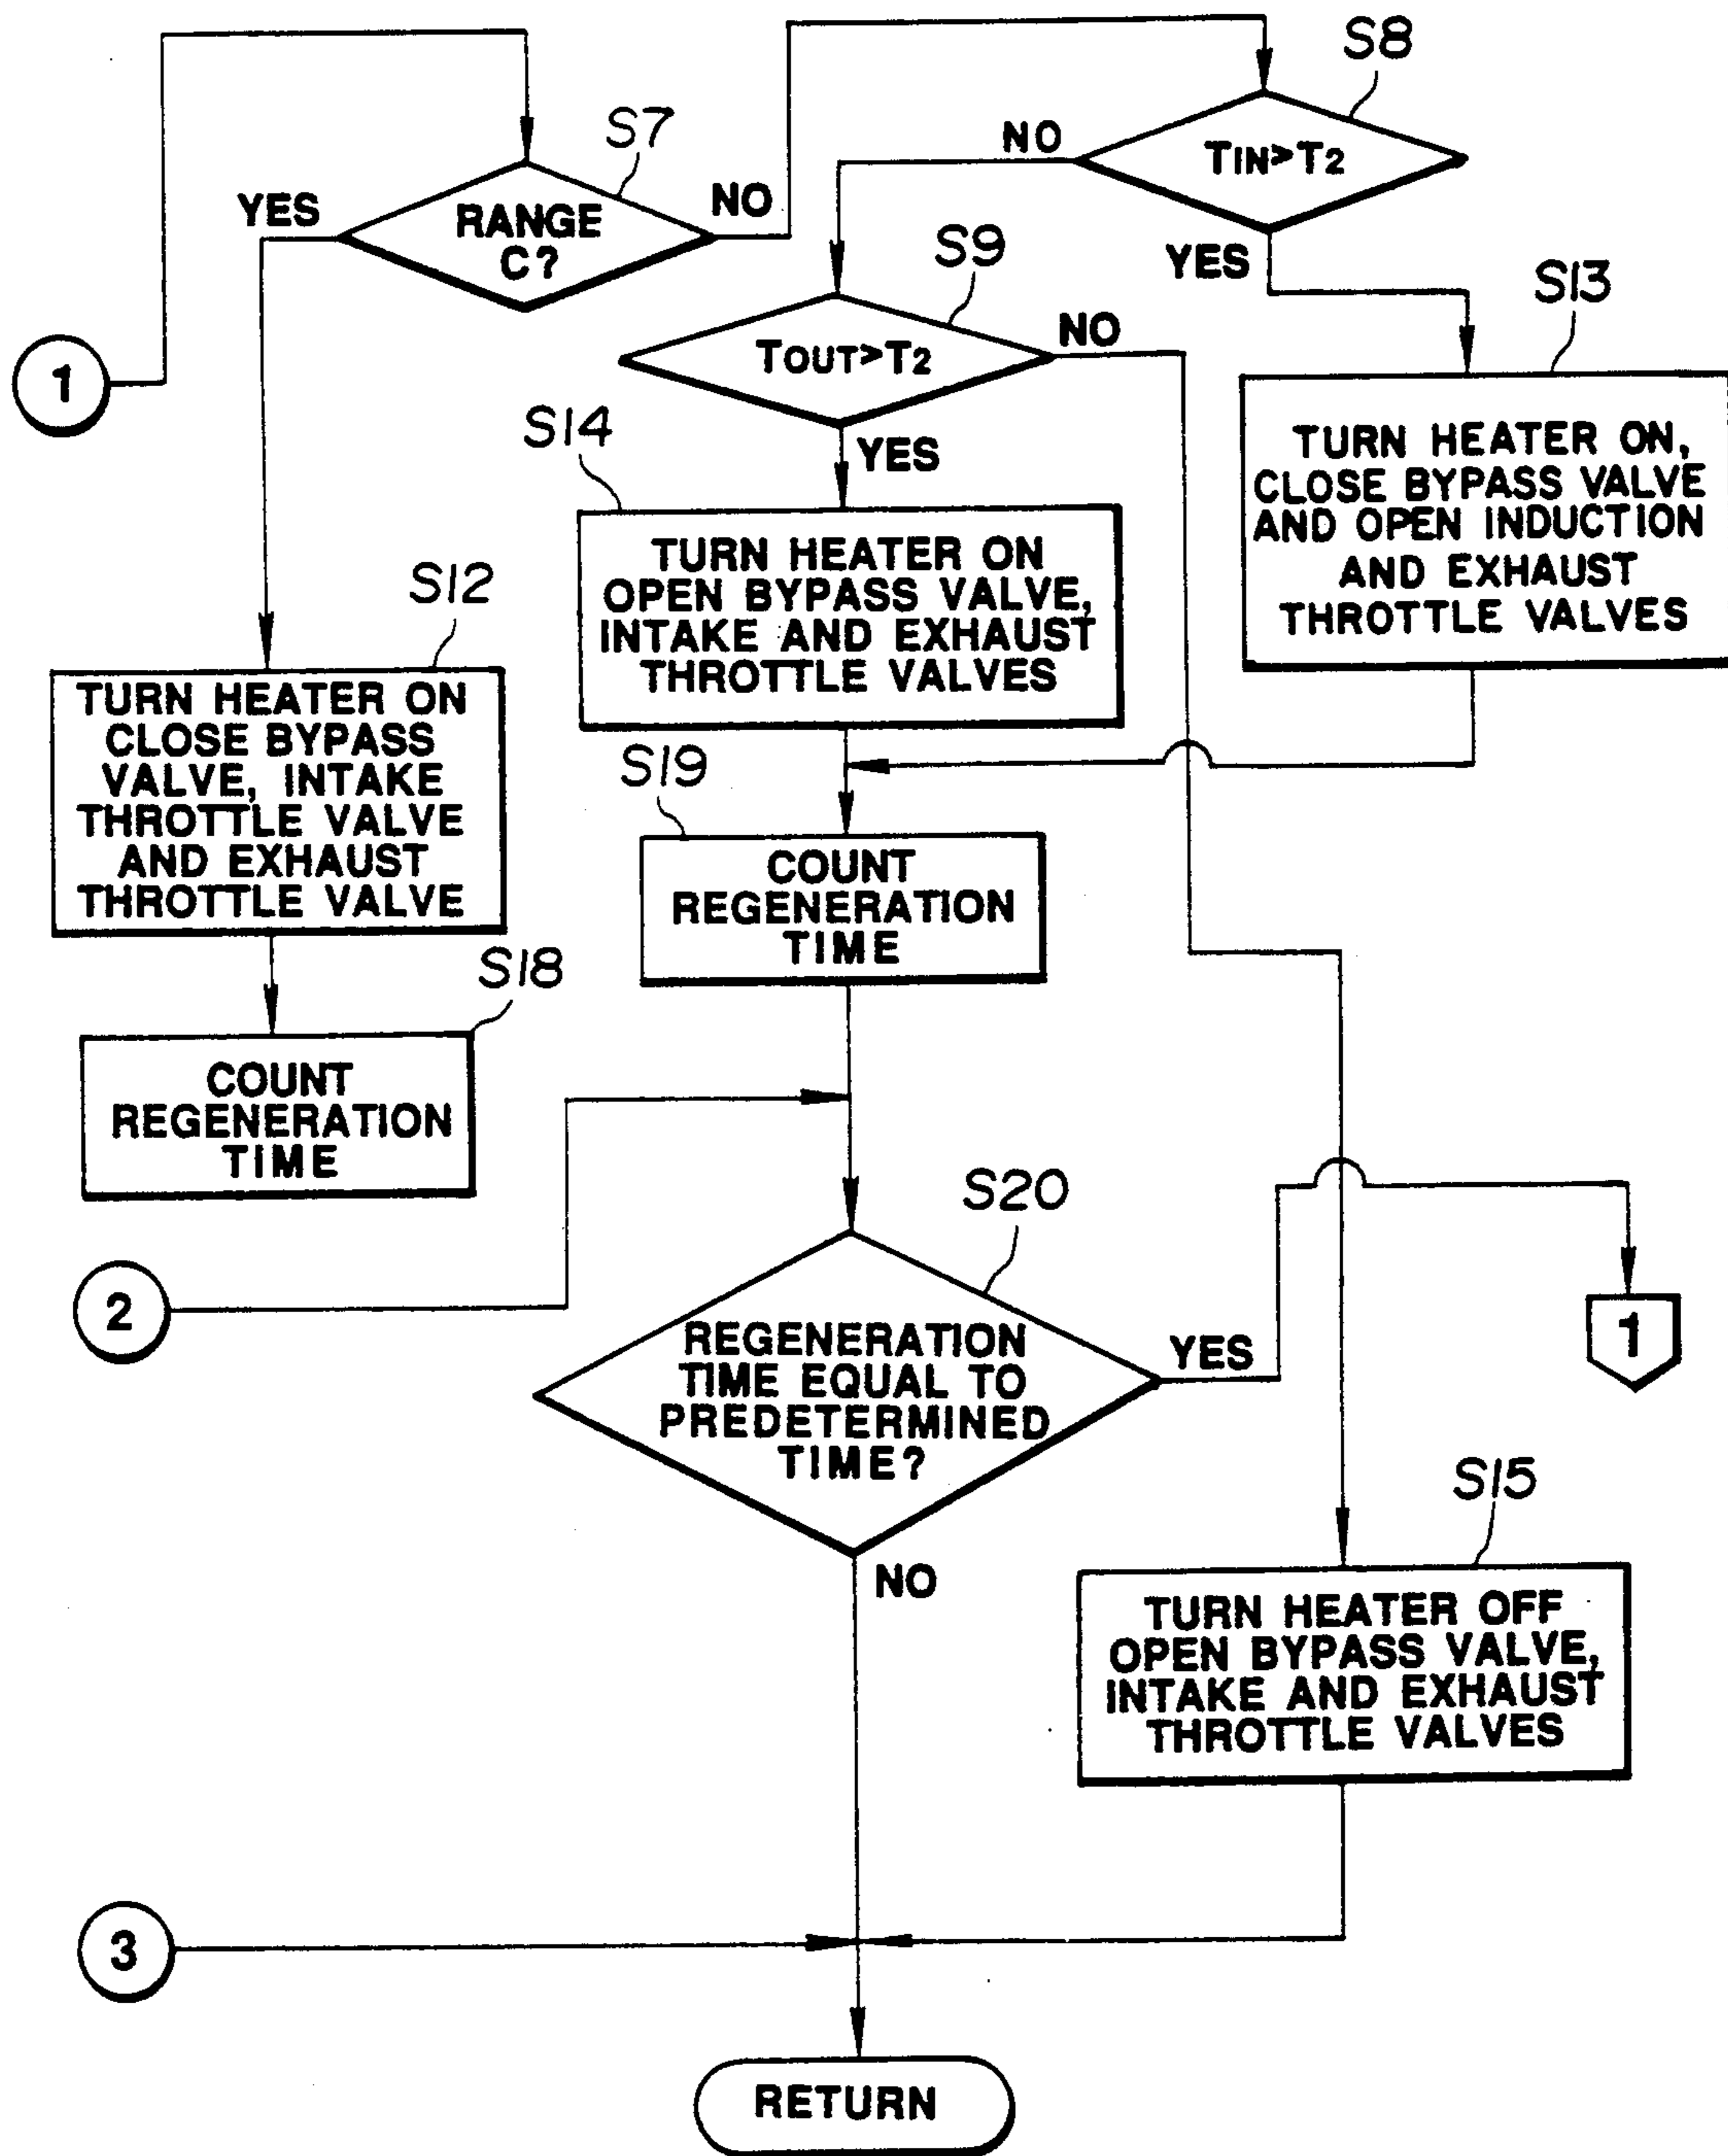 S7
YES
RANGE
C?
NO
S8
TIN>T2
NO
YES
1
S9
TOUT>T2
NO
YES
S13
TURN HEATER ON,
CLOSE BYPASS VALVE
AND OPEN INDUCTION
AND EXHAUST
THROTTLE VALVES
S14
TURN HEATER ON
OPEN BYPASS VALVE,
INTAKE AND EXHAUST
THROTTLE VALVES
S12
TURN HEATER ON
CLOSE BYPASS
VALVE, INTAKE
THROTTLE VALVE
AND EXHAUST
THROTTLE VALVE
S19
COUNT
REGENERATION
TIME
S18
COUNT
REGENERATION
TIME
2
S20
REGENERATION
TIME EQUAL TO
PREDETERMINED
TIME?
YES
1
NO
S15
TURN HEATER OFF
OPEN BYPASS VALVE,
INTAKE AND EXHAUST
THROTTLE VALVES
3
RETURN